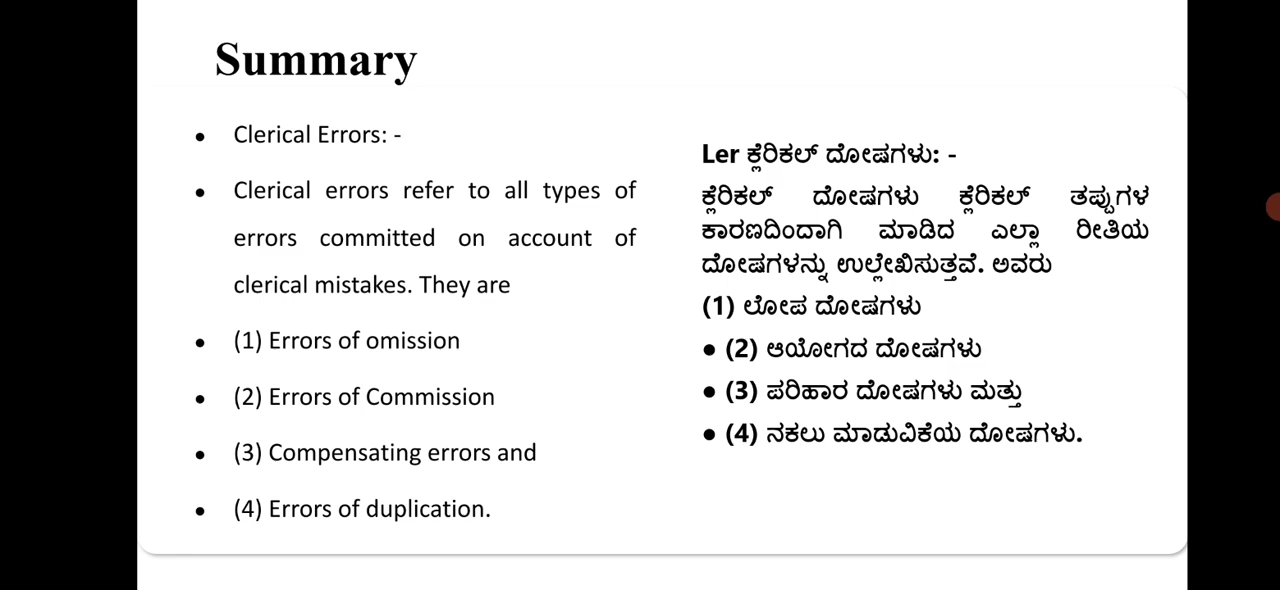 Summary
• Clerical Errors: -
• Clerical errors refer to all types of
errors committed on account of
clerical mistakes. They are
• (1) Errors of omission
• (2) Errors of Commission
• (3) Compensating errors and
• (4) Errors of duplication.
Ler ಕ್ಲೆರಿಕಲ್ ದೋಷಗಳು: -
ಕ್ಲೆರಿಕಲ್ ದೋಷಗಳು ಕ್ಲೆರಿಕಲ್ ತಪ್ಪುಗಳ
ಕಾರಣದಿಂದಾಗಿ ಮಾಡಿದ ಎಲ್ಲಾ ರೀತಿಯ
ದೋಷಗಳನ್ನು ಉಲ್ಲೇಖಿಸುತ್ತವೆ. ಅವರು
(1) ಲೋಪ ದೋಷಗಳು
• (2) ಆಯೋಗದ ದೋಷಗಳು
• (3) ಪರಿಹಾರ ದೋಷಗಳು ಮತ್ತು
• (4) ನಕಲು ಮಾಡುವಿಕೆಯ ದೋಷಗಳು.